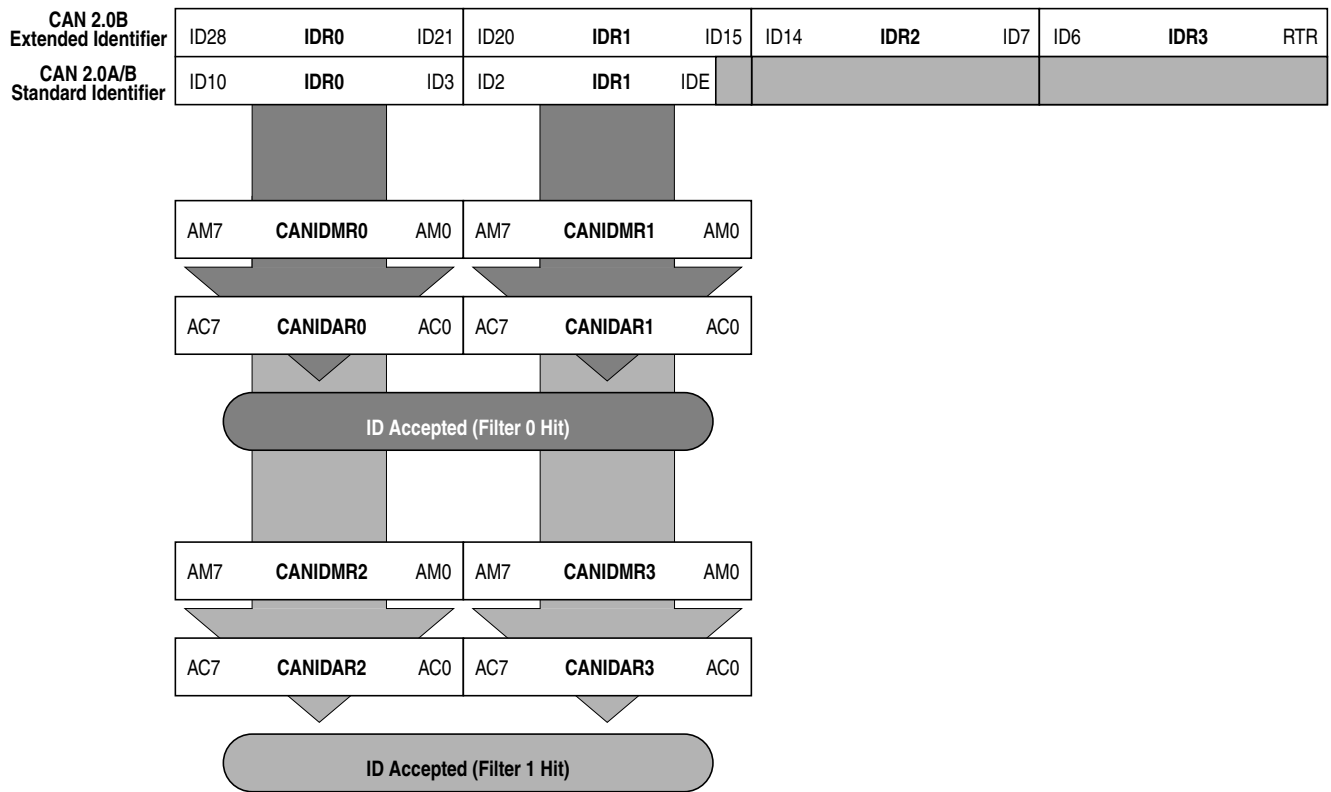 CAN 2.0B
Extended Identifier
ID28 IDR0 ID21 ID20 IDR1 ID15 ID14 IDR2 ID7 ID6 IDR3 RTR
CAN 2.0A/B
Standard Identifier
ID10 IDR0 ID3 ID2 IDR1 IDE
AM7 CANIDMR0 AM0 AM7 CANIDMR1 AM0
AC7 CANIDAR0 AC0 AC7 CANIDAR1 AC0
ID Accepted (Filter 0 Hit)
AM7 CANIDMR2 AM0 AM7 CANIDMR3 AM0
AC7 CANIDAR2 AC0 AC7 CANIDAR3 AC0
ID Accepted (Filter 1 Hit)